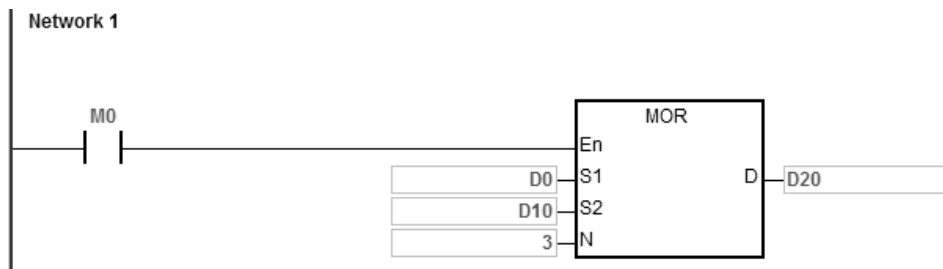 Network 1
M0
MOR
En
D0 S1 D D20
D10 S2
3 N